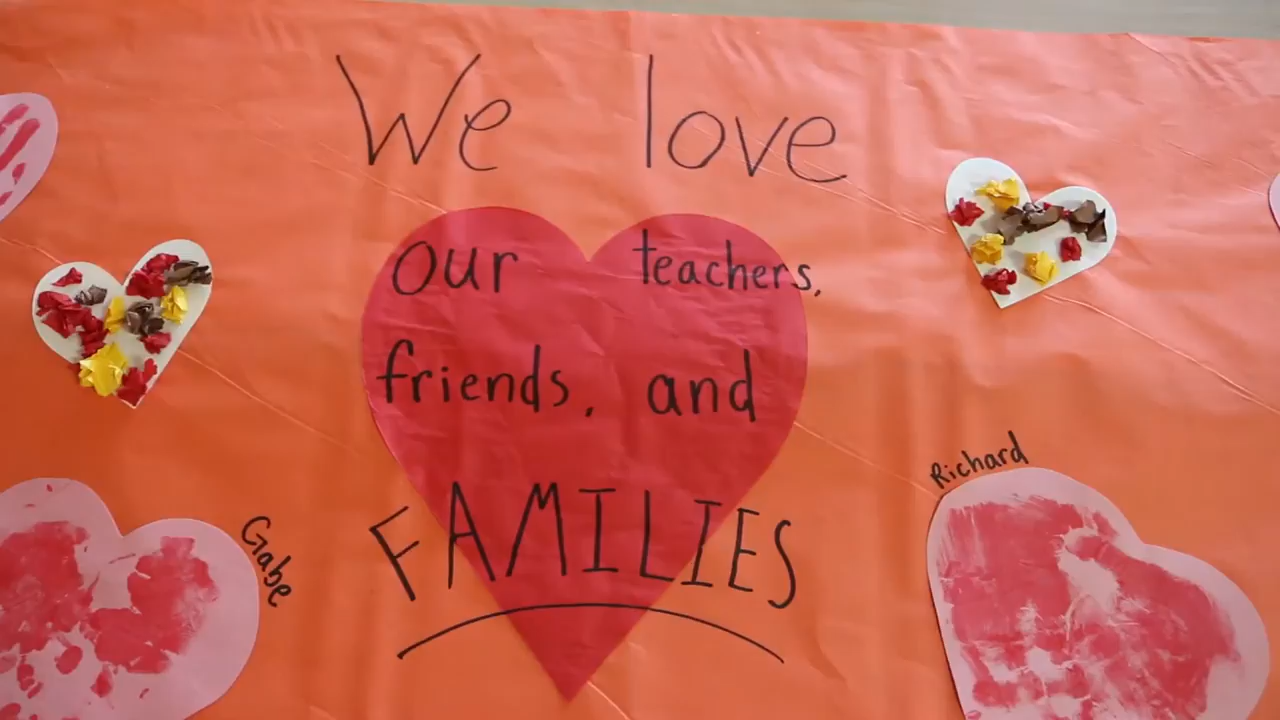 We love
our teachers,
friends, and
FAMILIES
Richard
Gabe